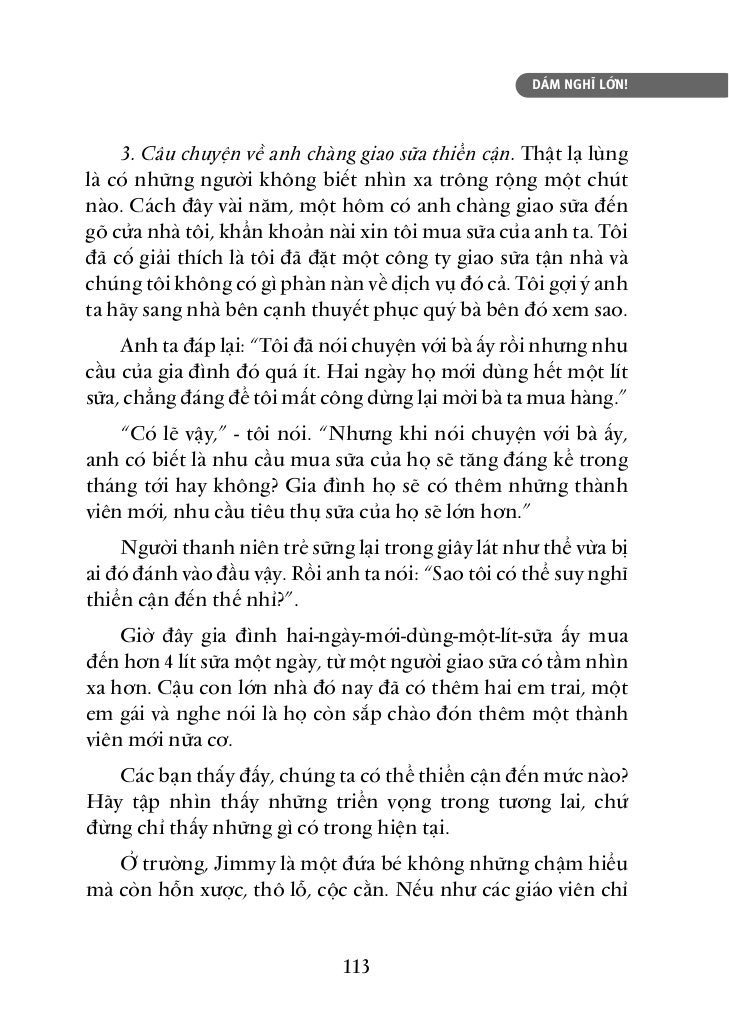 DÁM NGHĨ LỚN!
3. Câu chuyện về anh chàng giao sữa thiển cận. Thật lạ lùng
là có những người không biết nhìn xa trông rộng một chút
nào. Cách đây vài năm, một hôm có anh chàng giao sữa đến
gõ cửa nhà tôi, khẩn khoản nài xin tôi mua sữa của anh ta. Tôi
đã cố giải thích là tôi đã đặt một công ty giao sữa tận nhà và
chúng tôi không có gì phàn nàn về dịch vụ đó cả. Tôi gợi ý anh
ta hãy sang nhà bên cạnh thuyết phục quý bà bên đó xem sao.
Anh ta đáp lại: “Tôi đã nói chuyện với bà ấy rồi nhưng nhu
cầu của gia đình đó quá ít. Hai ngày họ mới dùng hết một lít
sữa, chẳng đáng để tôi mất công dừng lại mời bà ta mua hàng.”
“Có lẽ vậy,” - tôi nói. “Nhưng khi nói chuyện với bà ấy,
anh có biết là nhu cầu mua sữa của họ sẽ tăng đáng kể trong
tháng tới hay không? Gia đình họ sẽ có thêm những thành
viên mới, nhu cầu tiêu thụ sữa của họ sẽ lớn hơn.”
Người thanh niên trẻ sững lại trong giây lát như thể vừa bị
ai đó đánh vào đầu vậy. Rồi anh ta nói: “Sao tôi có thể suy nghĩ
thiển cận đến thế nhỉ?”.
Giờ đây gia đình hai-ngày-mới-dùng-một-lít-sữa ấy mua
đến hơn 4 lít sữa một ngày, từ một người giao sữa có tầm nhìn
xa hơn. Cậu con lớn nhà đó nay đã có thêm hai em trai, một
em gái và nghe nói là họ còn sắp chào đón thêm một thành
viên mới nữa cơ.
Các bạn thấy đấy, chúng ta có thể thiển cận đến mức nào?
Hãy tập nhìn thấy những triển vọng trong tương lai, chứ
đừng chỉ thấy những gì có trong hiện tại.
Ở trường, Jimmy là một đứa bé không những chậm hiểu
mà còn hỗn xược, thô lỗ, cộc cằn. Nếu như các giáo viên chỉ
113